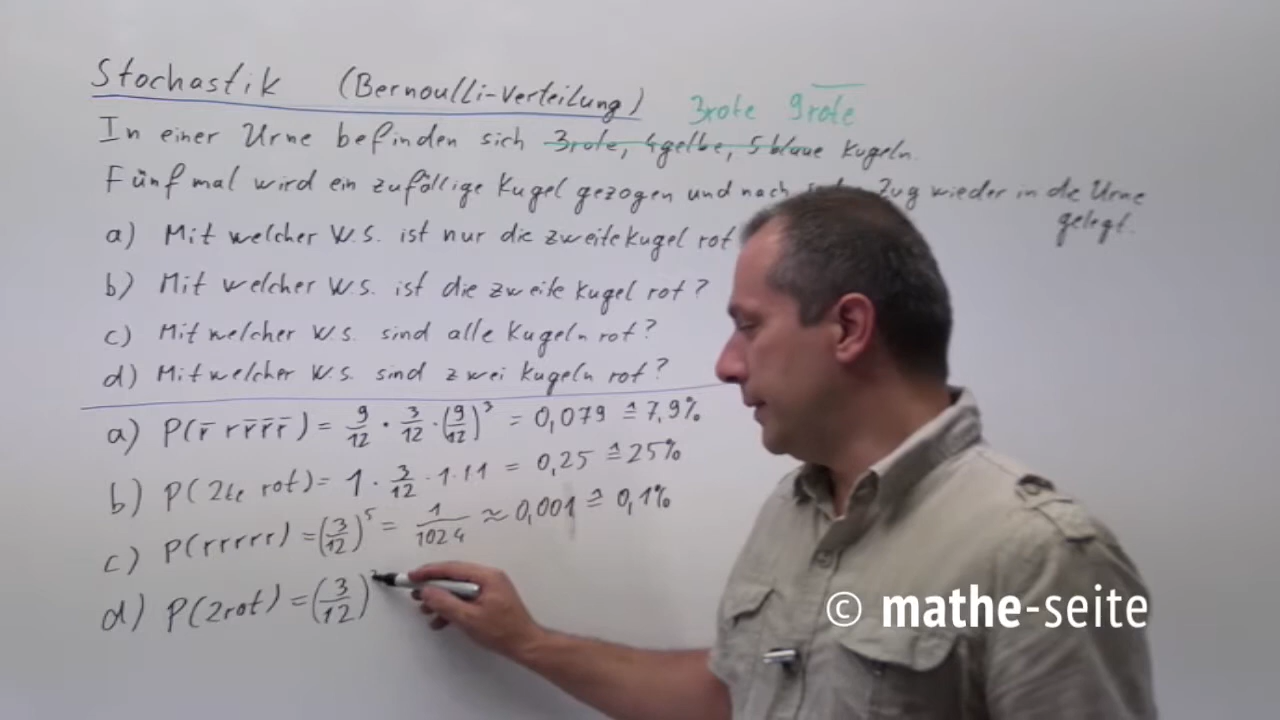 Stochastik (Bernoulli-Verteilung)
3rote 9r̅o̅t̅e̅
In einer Urne befinden sich 3rote, 4gelbe, 5 blaue Kugeln.
Fünf mal wird ein zufällige Kugel gezogen und nach Zug wieder in die Urne
gelegt.
a) Mit welcher W.S. ist nur die zweite Kugel rot
b) Mit welcher W.S. ist die zweite Kugel rot?
c) Mit welcher W.S. sind alle Kugeln rot?
d) Mit welcher W.S. sind zwei Kugeln rot?
a) P(r̅ r r̅ r̅ r̅) = 9/12 · 3/12 · (9/12)³ = 0,079 ≙ 7,9%
b) P(2te rot) = 1 · 3/12 · 1·1·1 = 0,25 ≙ 25%
c) P(rrrrr) = (3/12)⁵ = 1/1024 ≈ 0,001 ≙ 0,1%
d) P(2rot) = (3/12)
© mathe-seite